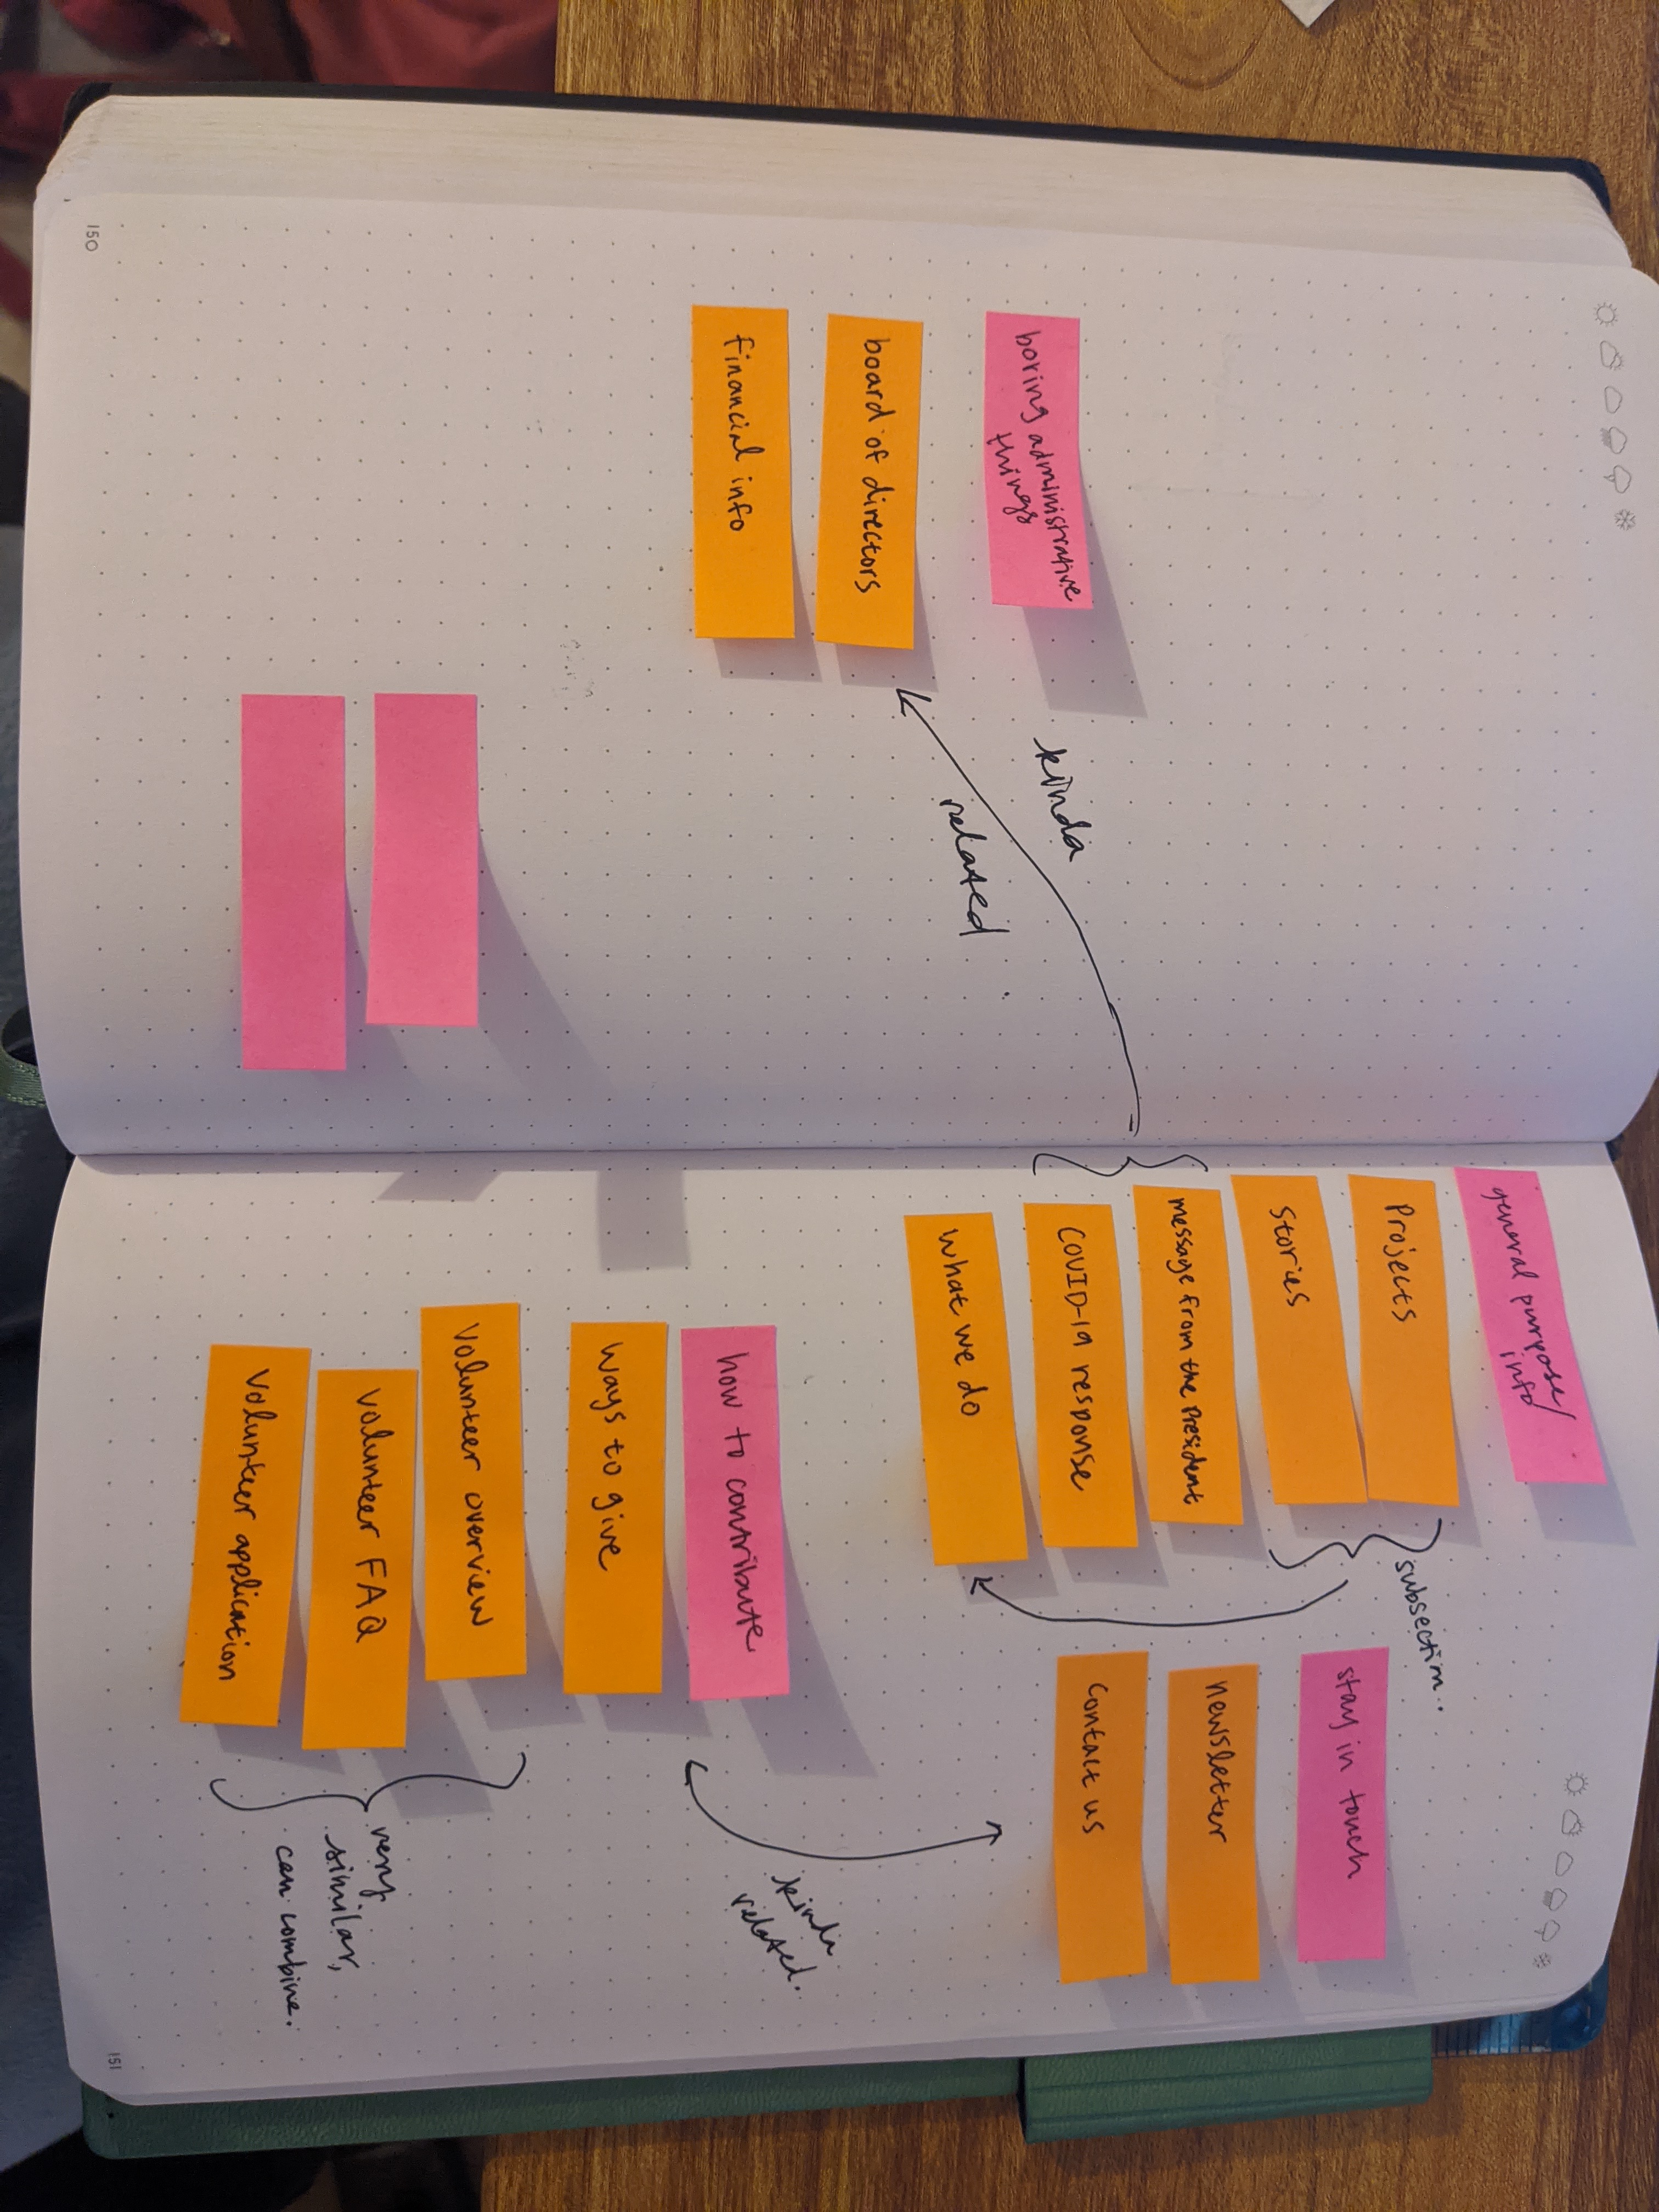 boring administrative
things
board of directors
financial info
kinda
related
150
general purpose/
info
Projects
Stories
message from the President
COVID-19 response
what we do
subsection..
stay in touch
newsletter
contact us
kinda
related.
how to contribute
ways to give
volunteer overview
volunteer FAQ
volunteer application
very
similar,
can combine.
151